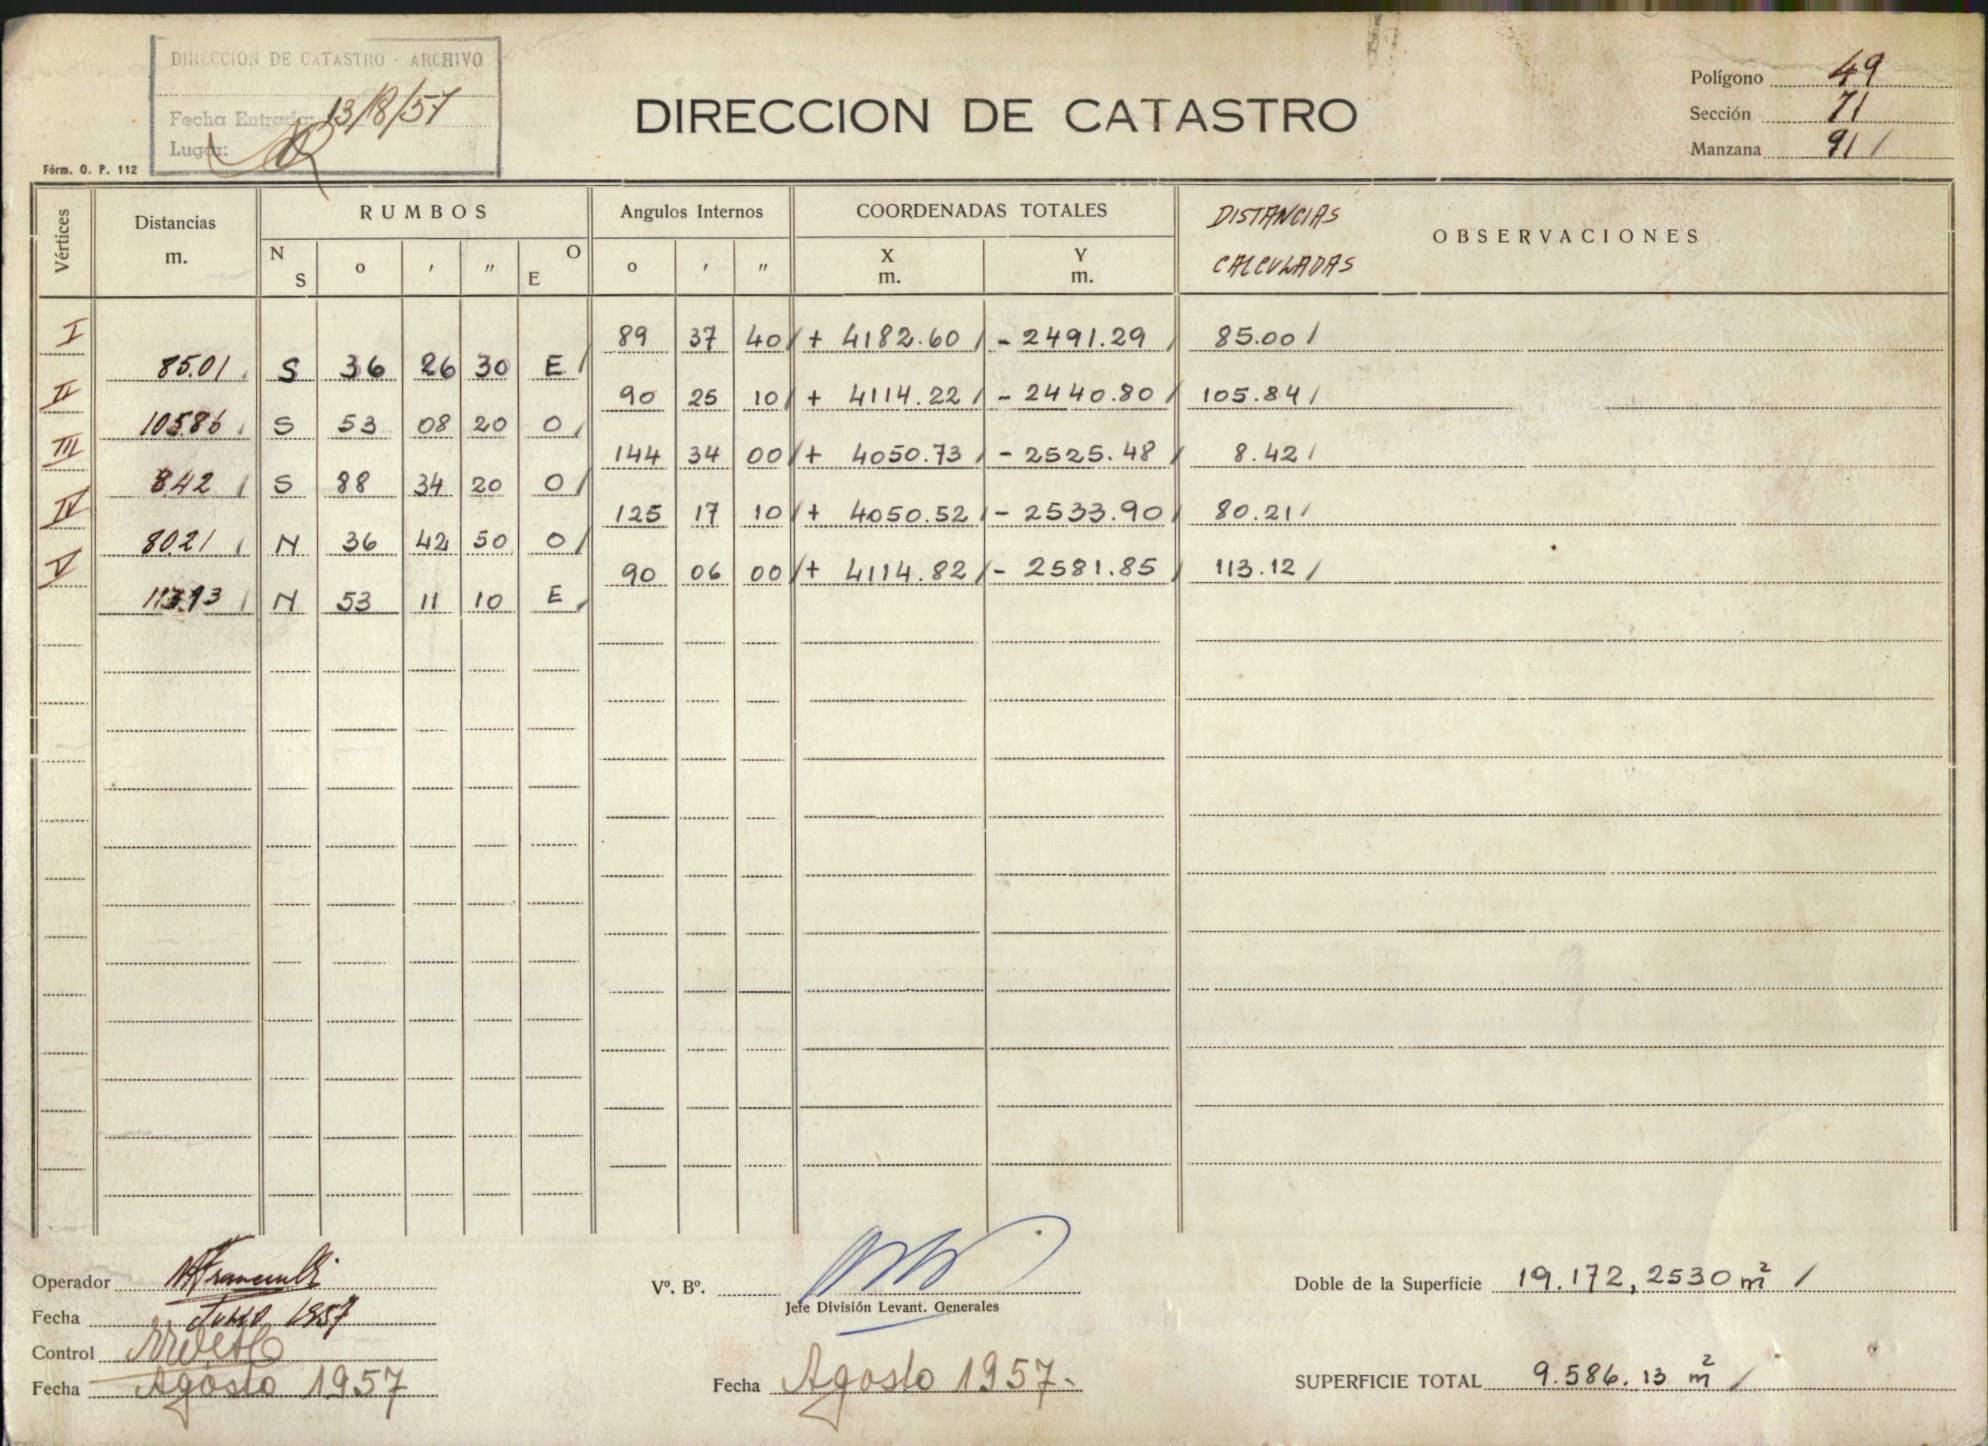 DIRECCION DE CATASTRO - ARCHIVO
Fecha Entrada: 13/8/57
Lugar:
Fórm. O. P. 112
DIRECCION DE CATASTRO
Polígono 49
Sección 71
Manzana 91 /
Vértices Distancias m. RUMBOS Angulos Internos COORDENADAS TOTALES DISTANCIAS CALCULADAS OBSERVACIONES
N S o ' " O E o ' " X m. Y m.
I 89 37 40 / + 4182.60 / - 2491.29 / 85.00 /
85.01 / S 36 26 30 E /
II 90 25 10 / + 4114.22 / - 2440.80 / 105.84 /
105.86 / S 53 08 20 O /
III 144 34 00 / + 4050.73 / - 2525.48 / 8.42 /
8.42 / S 88 34 20 O /
IV 125 17 10 / + 4050.52 / - 2533.90 / 80.21 /
80.21 / N 36 42 50 O /
V 90 06 00 / + 4114.82 / - 2581.85 / 113.12 /
113.13 / N 53 11 10 E /
Operador
Fecha Julio 1957
Control
Fecha Agosto 1957
Vº. Bº.
Jefe División Levant. Generales
Fecha Agosto 1957.
Doble de la Superficie 19.172,2530 m² /
SUPERFICIE TOTAL 9.586.13 m² /